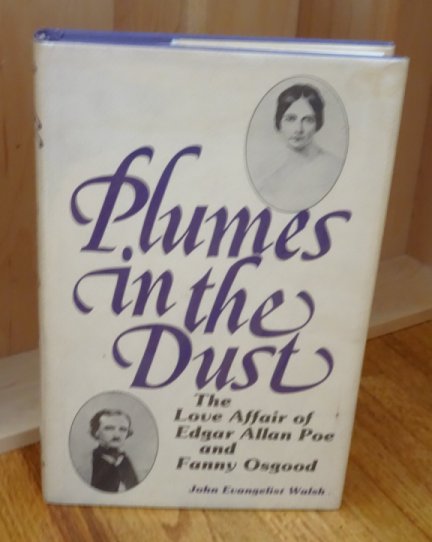 Plumes
in the
Dust
The
Love Affair of
Edgar Allan Poe
and
Fanny Osgood
John Evangelist Walsh